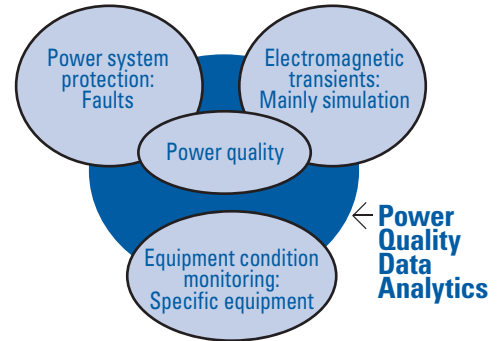 Power system
protection:
Faults
Electromagnetic
transients:
Mainly simulation
Power quality
Equipment condition
monitoring:
Specific equipment
Power
Quality
Data
Analytics